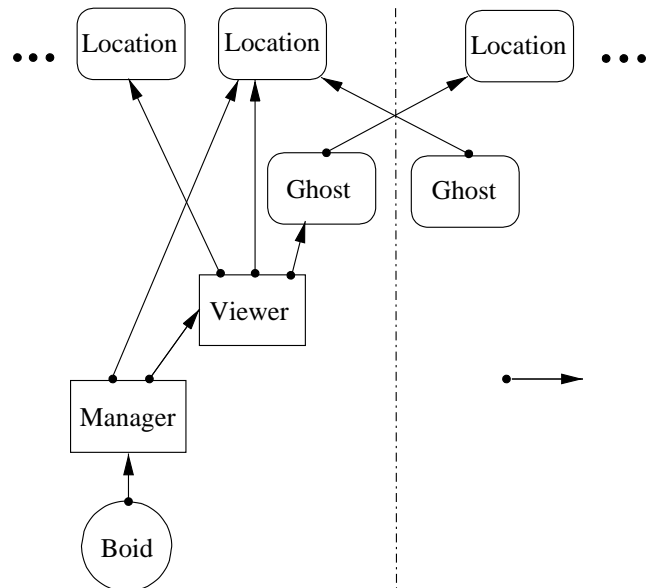 Location
Location
Location
Ghost
Ghost
Viewer
Manager
Boid